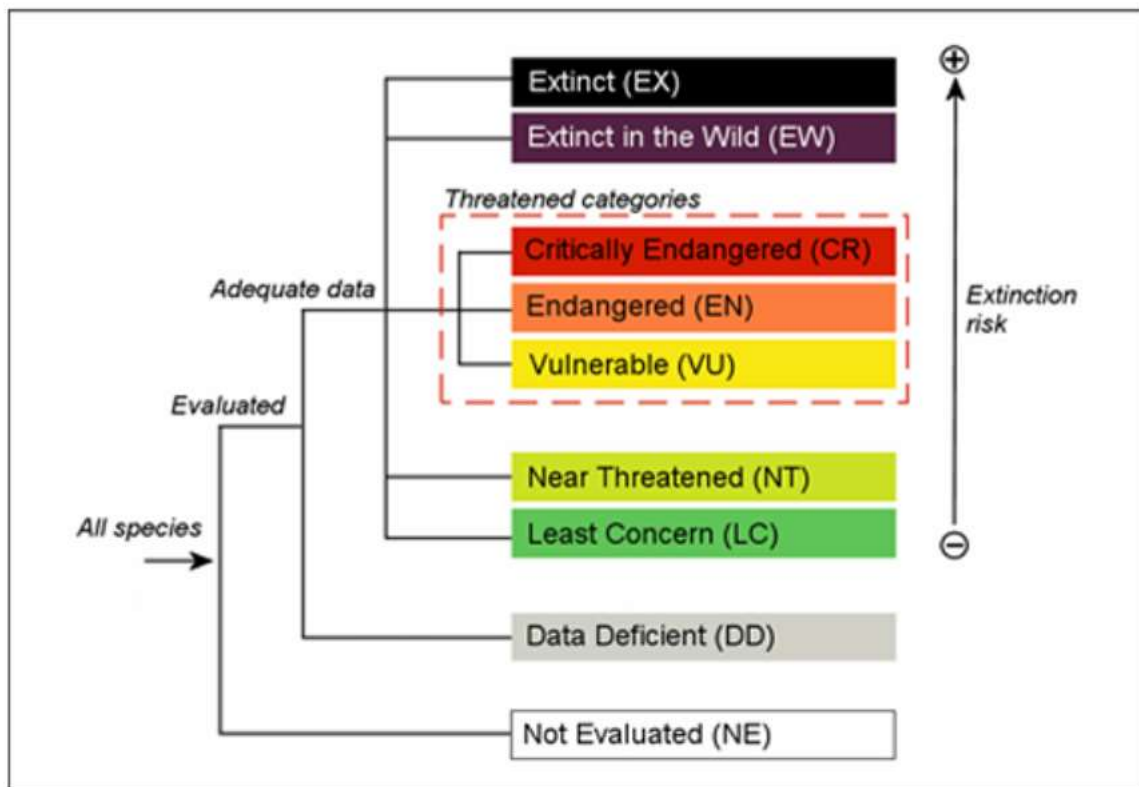 Extinct (EX)
Extinct in the Wild (EW)
Threatened categories
Critically Endangered (CR)
Adequate data
Endangered (EN)
Extinction
risk
Vulnerable (VU)
Evaluated
Near Threatened (NT)
All species
Least Concern (LC)
Data Deficient (DD)
Not Evaluated (NE)